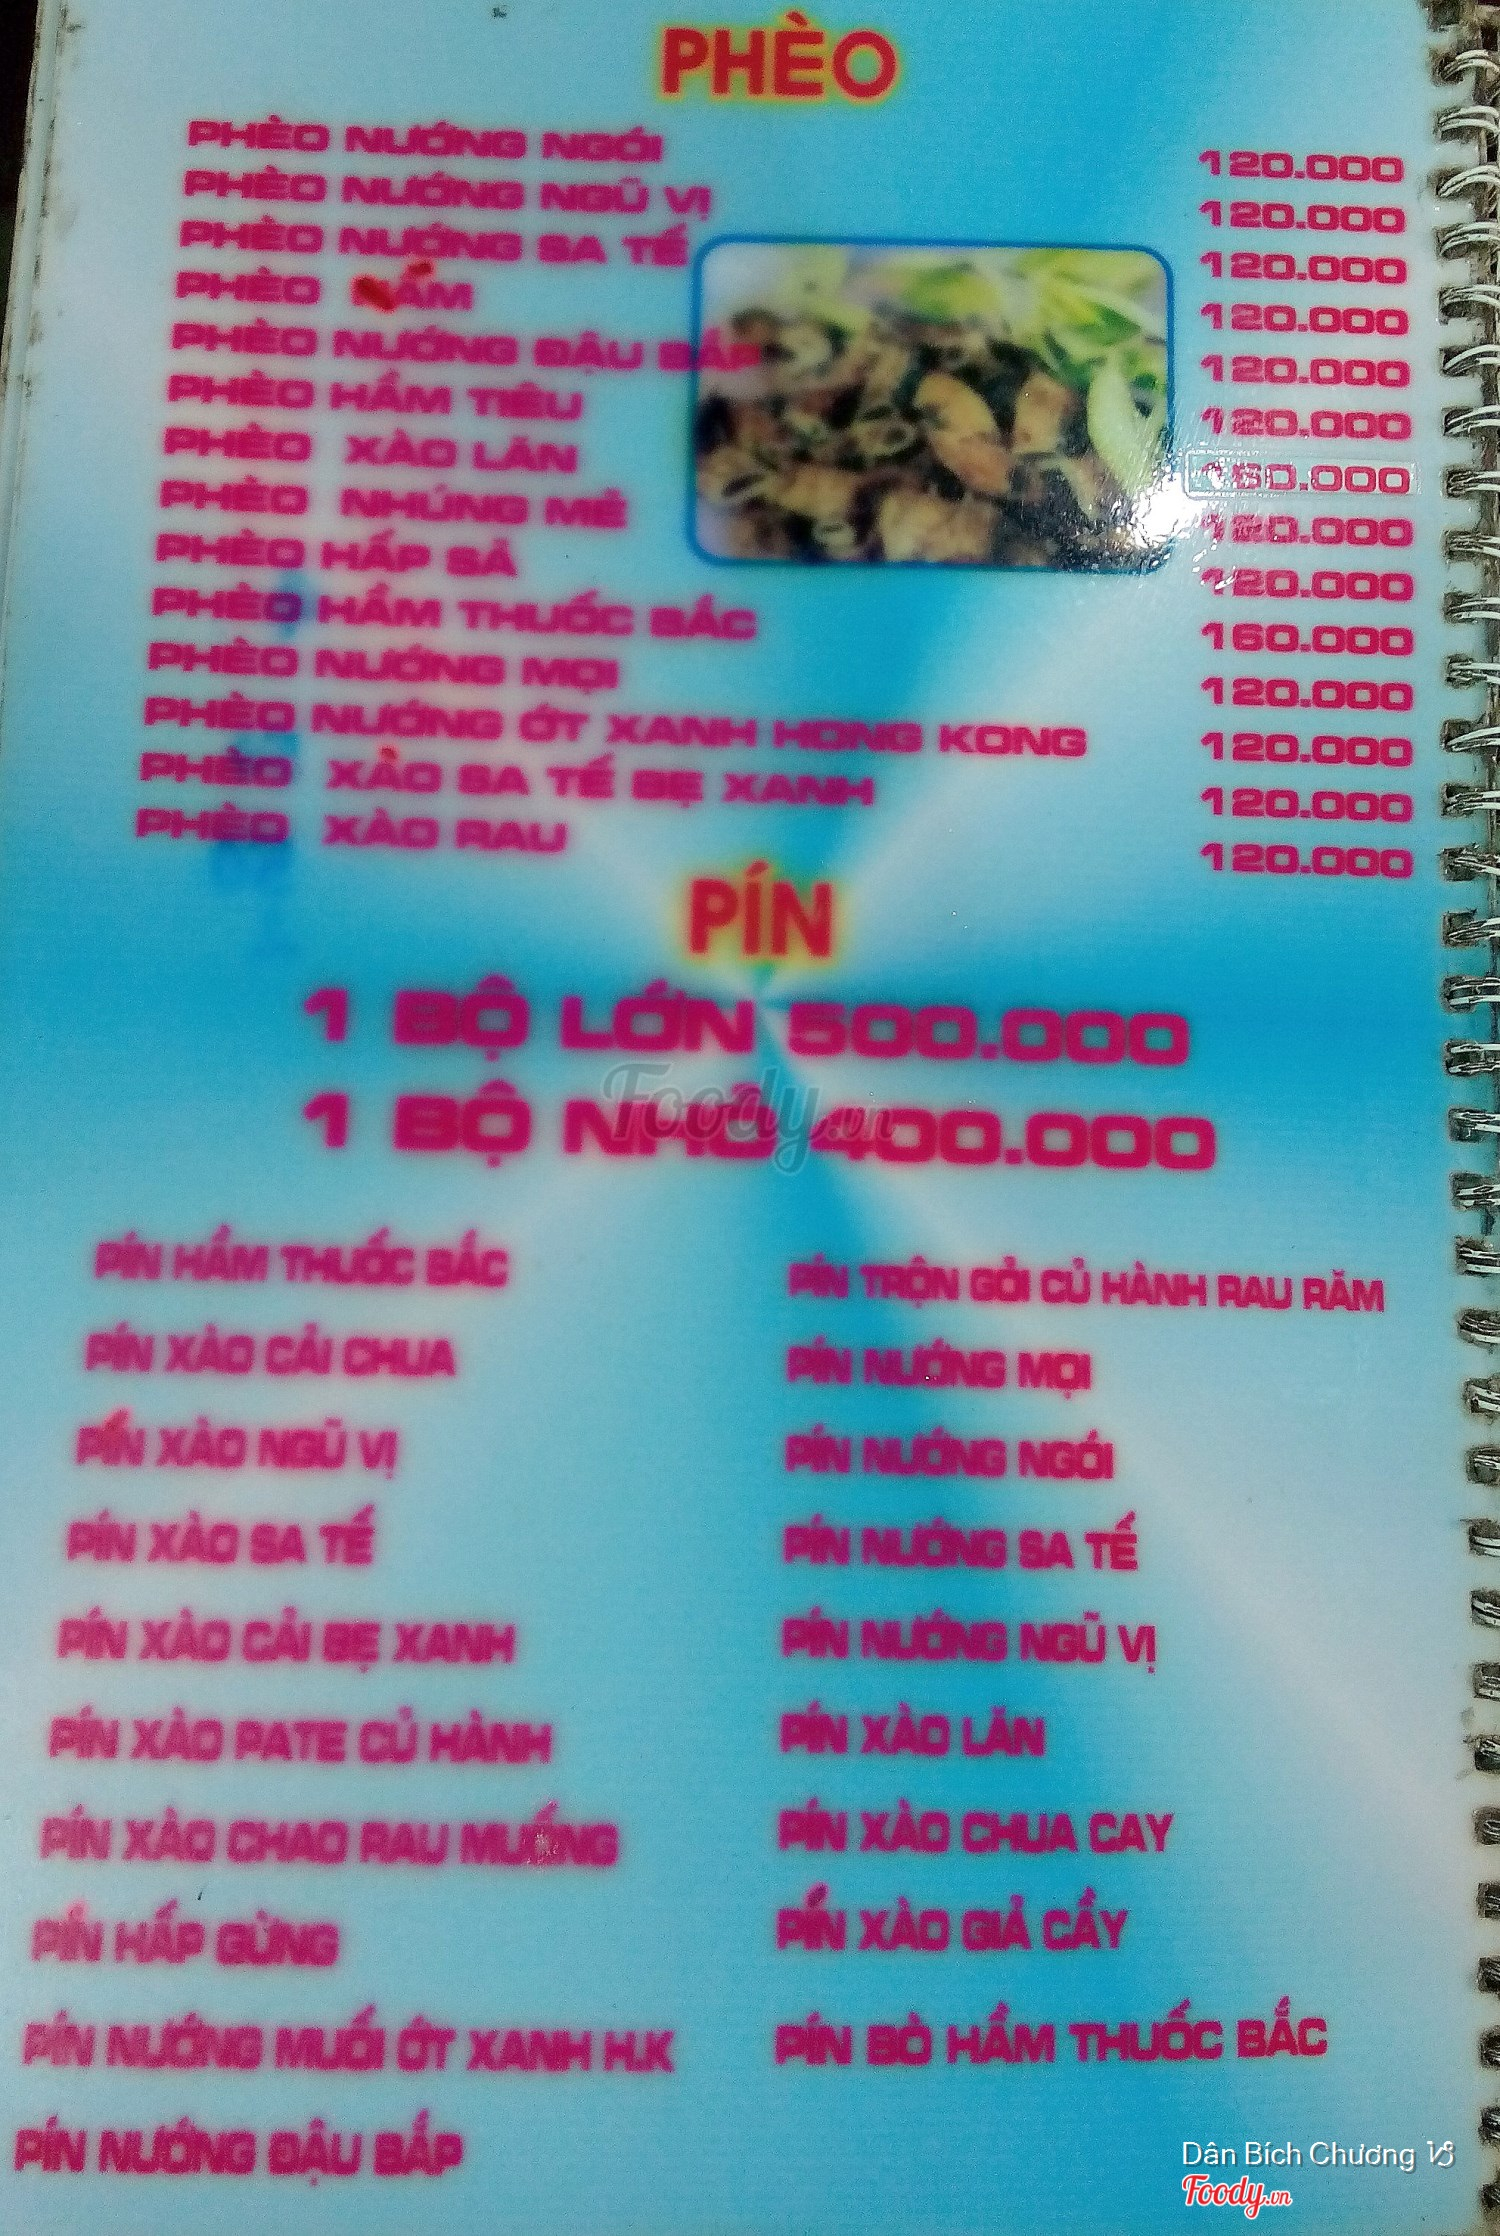 PHÈO
PHÈO NƯỚNG NGÓI 120.000
PHÈO NƯỚNG NGŨ VỊ 120.000
PHÈO NƯỚNG SA TẾ 120.000
PHÈO 120.000
PHÈO NƯỚNG ĐẬU BẮP 120.000
PHÈO HẦM TIÊU 120.000
PHÈO XÀO LĂN 160.000
PHÈO NHÚNG MẺ 120.000
PHÈO HẤP SẢ 120.000
PHÈO HẦM THUỐC BẮC 160.000
PHÈO NƯỚNG MỌI 120.000
PHÈO NƯỚNG ỚT XANH HONG KONG 120.000
PHÈO XÀO SA TẾ BẸ XANH 120.000
PHÈO XÀO RAU 120.000
PÍN
1 BỘ LỚN 500.000
1 BỘ NHỎ 400.000
Foody.vn
PÍN HẦM THUỐC BẮC
PÍN XÀO CẢI CHUA
PÍN XÀO NGŨ VỊ
PÍN XÀO SA TẾ
PÍN XÀO CẢI BẸ XANH
PÍN XÀO PATE CỦ HÀNH
PÍN XÀO CHAO RAU MUỐNG
PÍN HẤP GỪNG
PÍN NƯỚNG MUỐI ỚT XANH H.K
PÍN NƯỚNG ĐẬU BẮP
PÍN TRỘN GỎI CỦ HÀNH RAU RĂM
PÍN NƯỚNG MỌI
PÍN NƯỚNG NGÓI
PÍN NƯỚNG SA TẾ
PÍN NƯỚNG NGŨ VỊ
PÍN XÀO LĂN
PÍN XÀO CHUA CAY
PÍN XÀO GIẢ CẦY
PÍN BÒ HẦM THUỐC BẮC
Dân Bích Chương ♑
Foody.vn